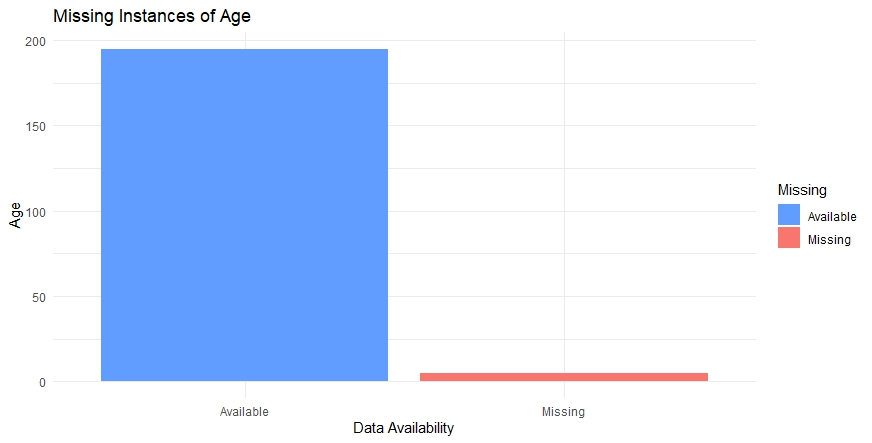 Missing Instances of Age
200
150
100
50
0
Age
Available
Missing
Data Availability
Missing
Available
Missing